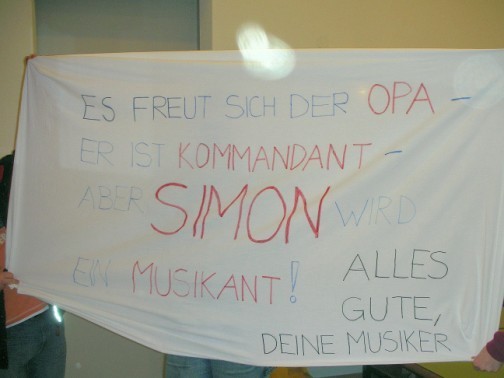 ES FREUT SICH DER OPA -
ER IST KOMMANDANT -
ABER SIMON WIRD
EIN MUSIKANT!
ALLES
GUTE,
DEINE MUSIKER